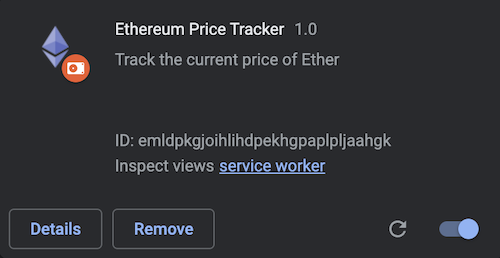 Ethereum Price Tracker 1.0
Track the current price of Ether
ID: emldpkgjoihlihdpekhgpaplpljaahgk
Inspect views service worker
Details Remove